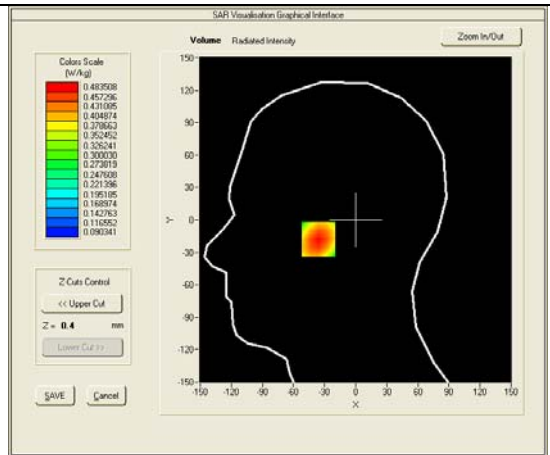 SAR Visualisation Graphical Interface
Volume Radiated Intensity
Zoom In/Out
Colors Scale
(W/kg)
0.483508
0.457296
0.431085
0.404874
0.378663
0.352452
0.326241
0.300030
0.273819
0.247608
0.221396
0.195185
0.168974
0.142763
0.116552
0.090341
150
120
90
60
30
0
-30
-60
-90
-120
-150
Y
-150 -120 -90 -60 -30 0 30 60 90 120 150
X
Z Cuts Control
<< Upper Cut
Z = 0.4 mm
Lower Cut >>
SAVE Cancel